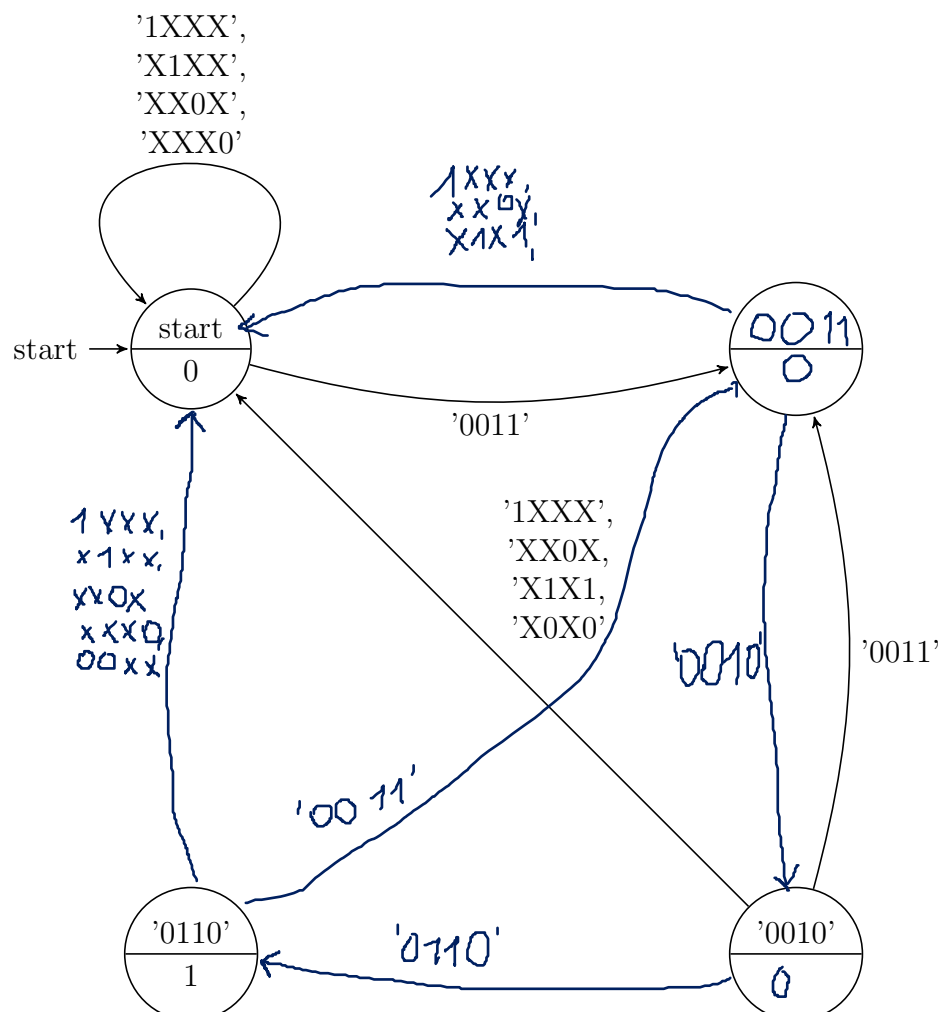 '1XXX',
'X1XX',
'XX0X',
'XXX0'
1XXX,
XX0X,
X1X1,
start
0
start
0011
0
'0011'
'1XXX',
'XX0X,
'X1X1,
'X0X0'
1XXX,
X1XX,
XX0X
XXX0,
00XX
'0010'
'0011'
'0011'
'0110'
1
'0110'
'0010'
0